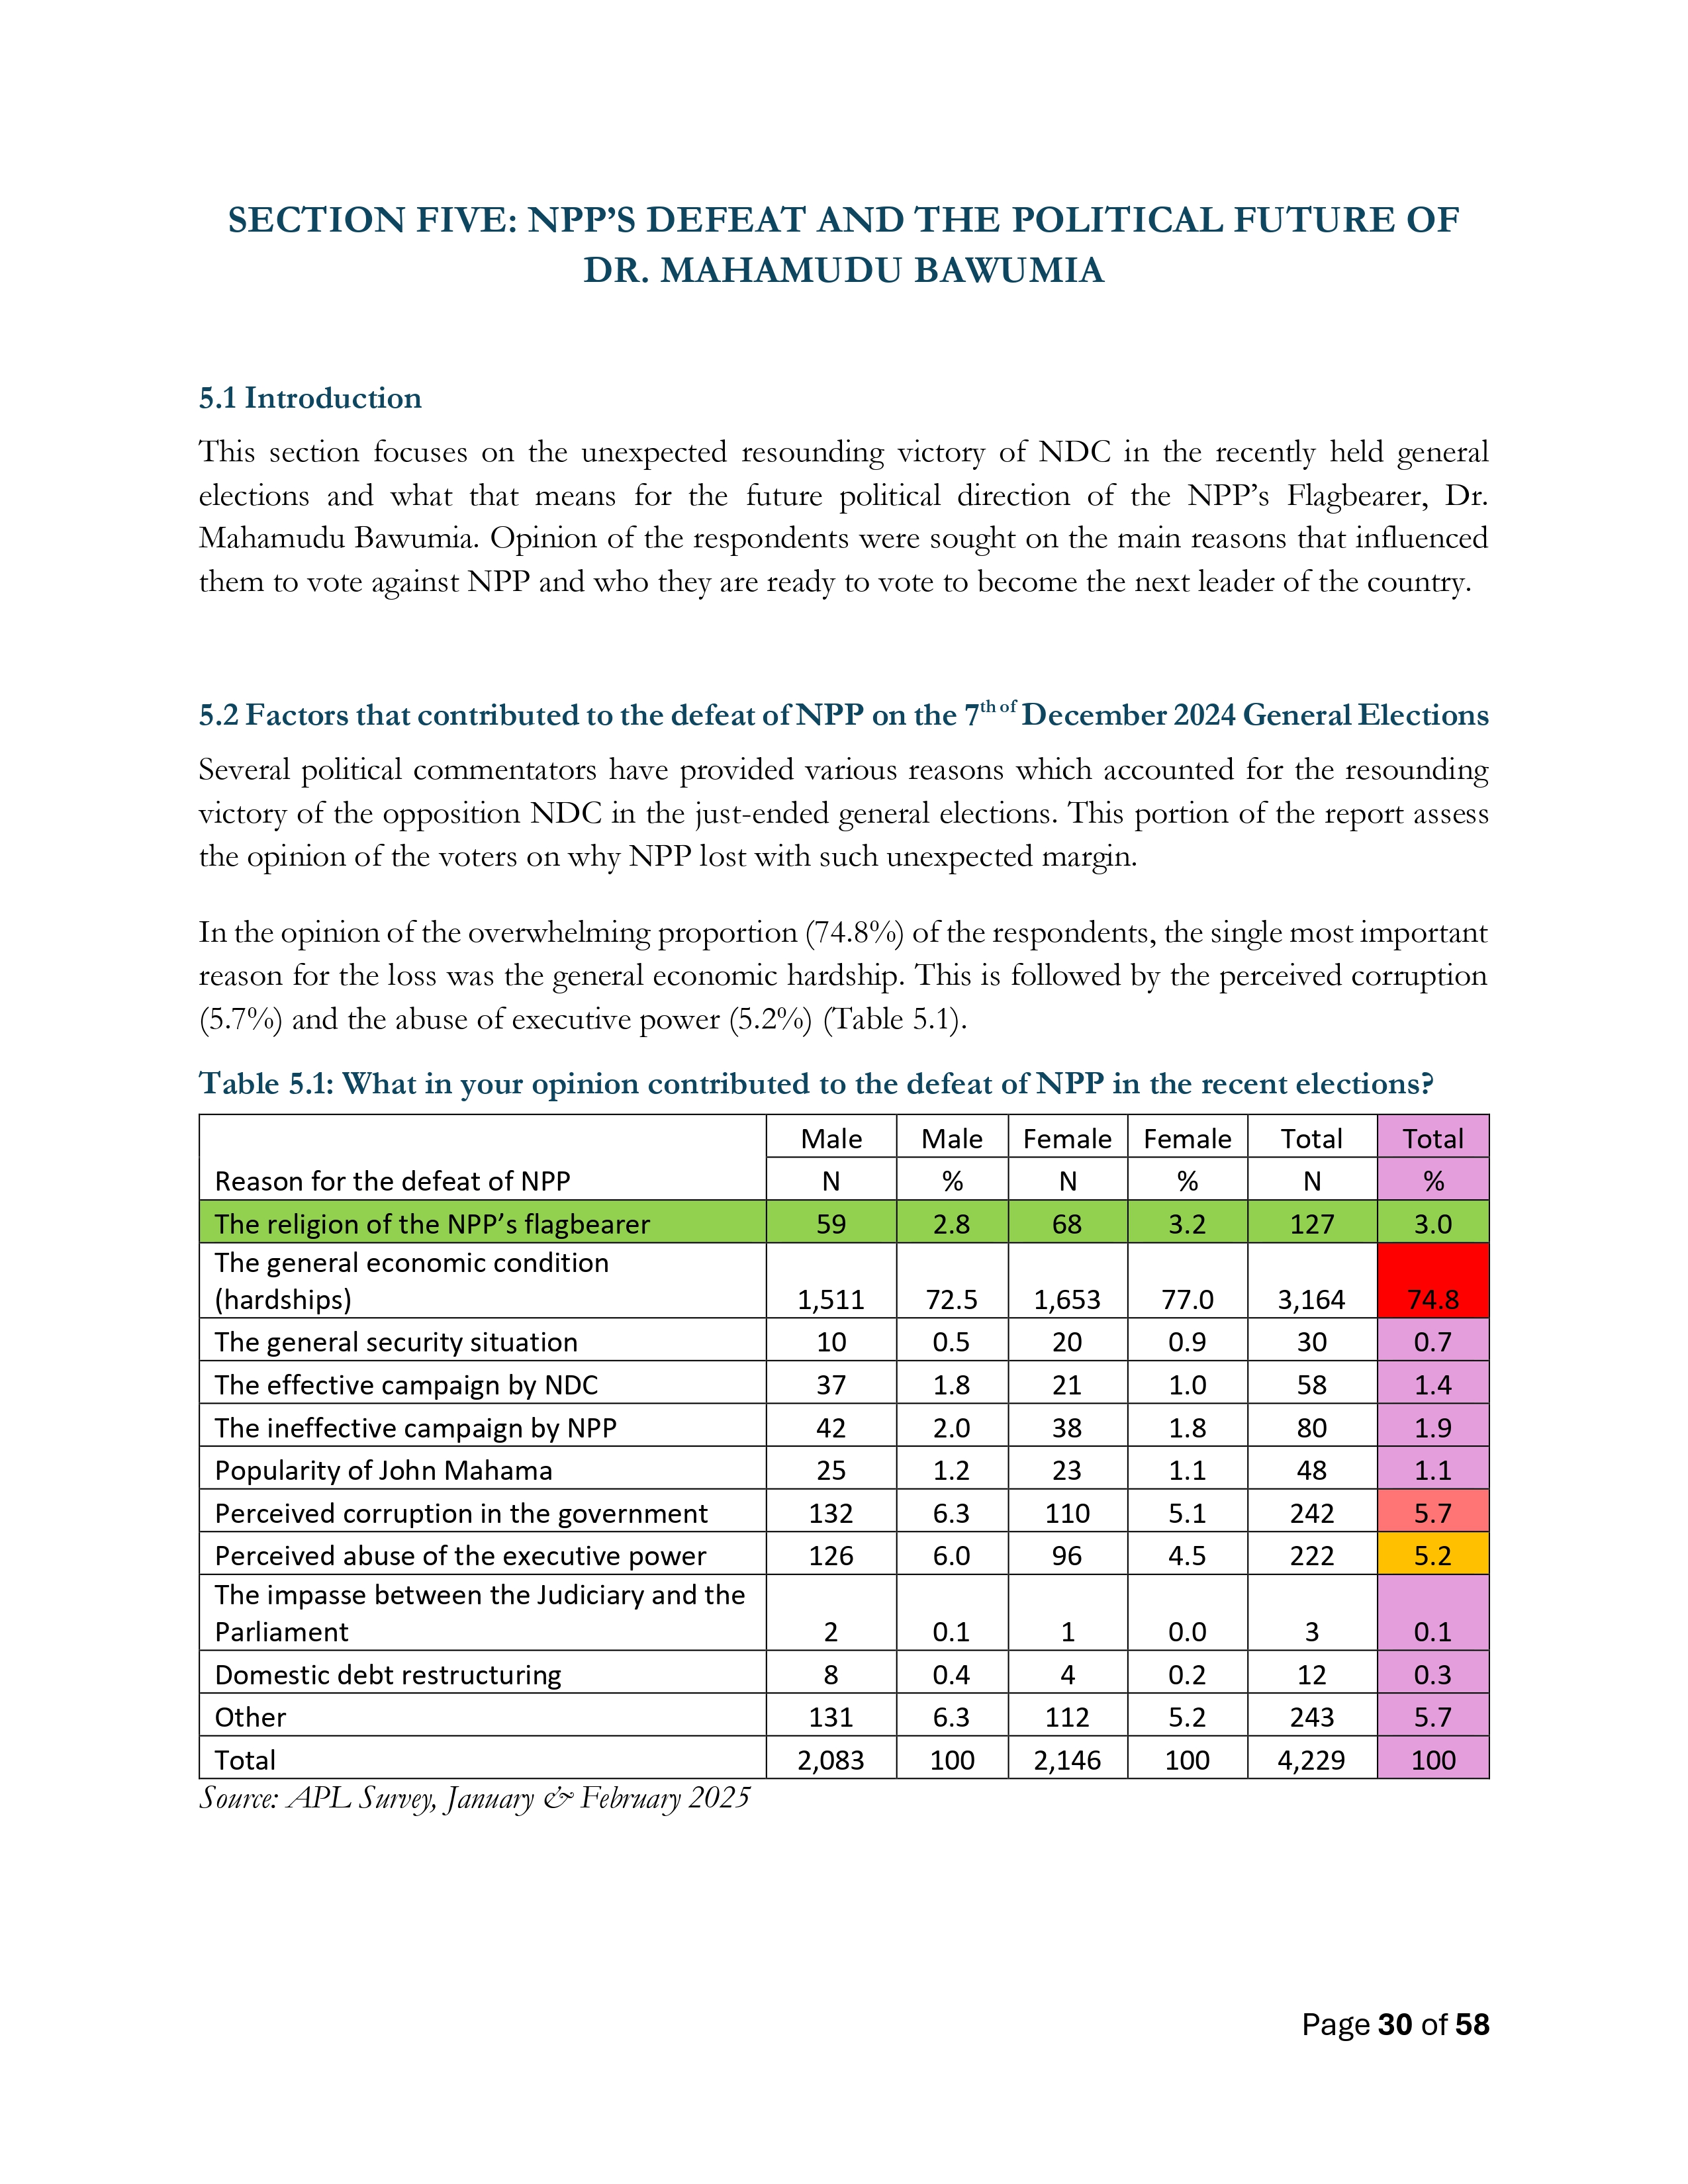 SECTION FIVE: NPP’S DEFEAT AND THE POLITICAL FUTURE OF
DR. MAHAMUDU BAWUMIA
5.1 Introduction
This section focuses on the unexpected resounding victory of NDC in the recently held general
elections and what that means for the future political direction of the NPP’s Flagbearer, Dr.
Mahamudu Bawumia. Opinion of the respondents were sought on the main reasons that influenced
them to vote against NPP and who they are ready to vote to become the next leader of the country.
5.2 Factors that contributed to the defeat of NPP on the 7th of December 2024 General Elections
Several political commentators have provided various reasons which accounted for the resounding
victory of the opposition NDC in the just-ended general elections. This portion of the report assess
the opinion of the voters on why NPP lost with such unexpected margin.
In the opinion of the overwhelming proportion (74.8%) of the respondents, the single most important
reason for the loss was the general economic hardship. This is followed by the perceived corruption
(5.7%) and the abuse of executive power (5.2%) (Table 5.1).
Table 5.1: What in your opinion contributed to the defeat of NPP in the recent elections?
Male Male Female Female Total Total
Reason for the defeat of NPP N % N % N %
The religion of the NPP’s flagbearer 59 2.8 68 3.2 127 3.0
The general economic condition
(hardships) 1,511 72.5 1,653 77.0 3,164 74.8
The general security situation 10 0.5 20 0.9 30 0.7
The effective campaign by NDC 37 1.8 21 1.0 58 1.4
The ineffective campaign by NPP 42 2.0 38 1.8 80 1.9
Popularity of John Mahama 25 1.2 23 1.1 48 1.1
Perceived corruption in the government 132 6.3 110 5.1 242 5.7
Perceived abuse of the executive power 126 6.0 96 4.5 222 5.2
The impasse between the Judiciary and the
Parliament 2 0.1 1 0.0 3 0.1
Domestic debt restructuring 8 0.4 4 0.2 12 0.3
Other 131 6.3 112 5.2 243 5.7
Total 2,083 100 2,146 100 4,229 100
Source: APL Survey, January & February 2025
Page 30 of 58